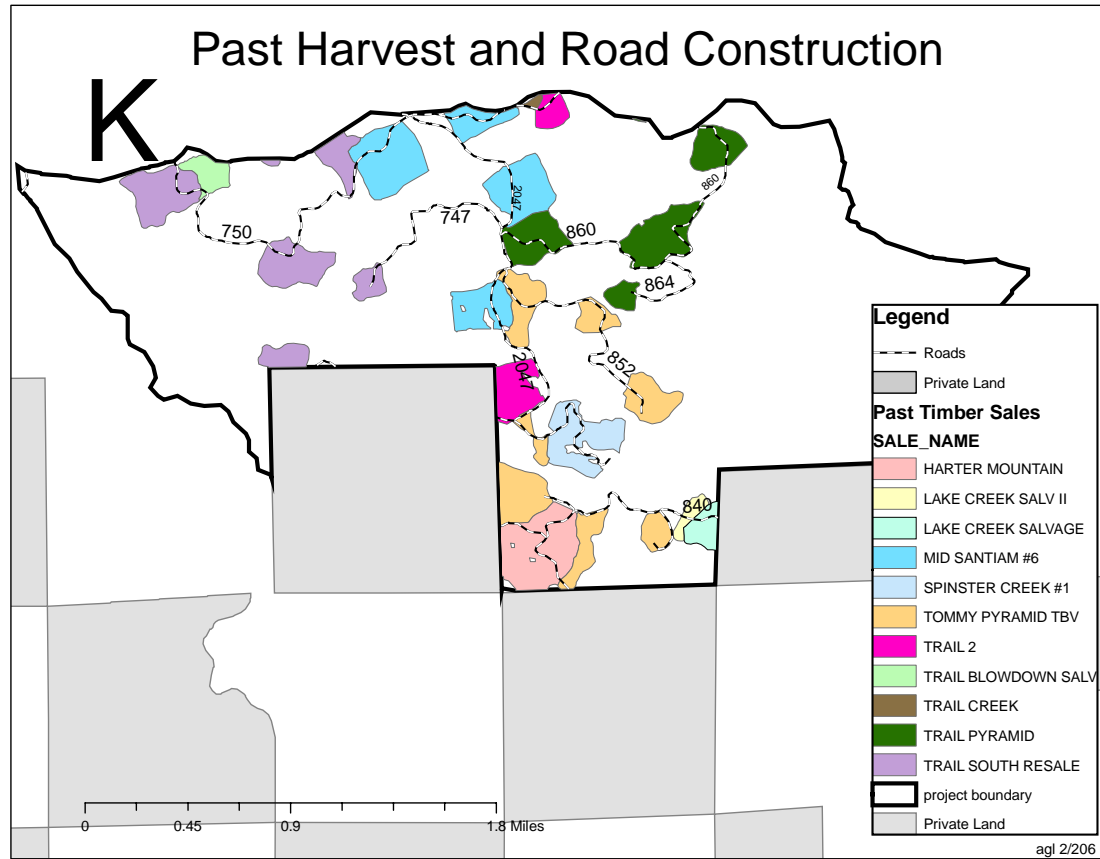 Past Harvest and Road Construction
K
2047
860
750
747
860
864
852
2047
840
Legend
Roads
Private Land
Past Timber Sales
SALE_NAME
HARTER MOUNTAIN
LAKE CREEK SALV II
LAKE CREEK SALVAGE
MID SANTIAM #6
SPINSTER CREEK #1
TOMMY PYRAMID TBV
TRAIL 2
TRAIL BLOWDOWN SALV
TRAIL CREEK
TRAIL PYRAMID
TRAIL SOUTH RESALE
project boundary
Private Land
0 0.45 0.9 1.8 Miles
agl 2/206